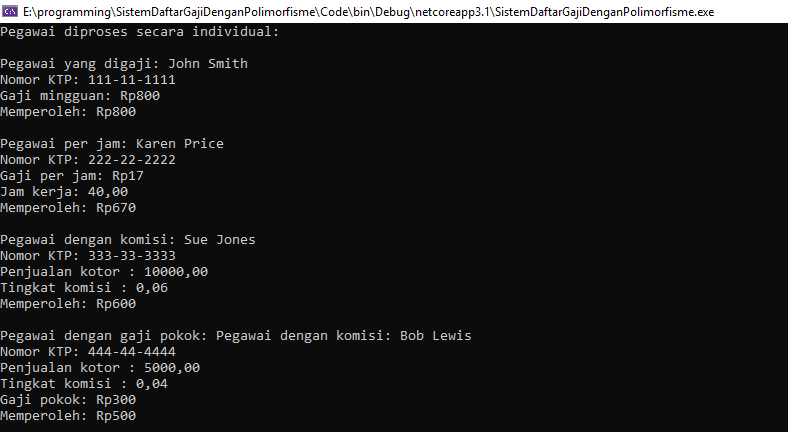 E:\programming\SistemDaftarGajiDenganPolimorfisme\Code\bin\Debug\netcoreapp3.1\SistemDaftarGajiDenganPolimorfisme.exe
Pegawai diproses secara individual:
Pegawai yang digaji: John Smith
Nomor KTP: 111-11-1111
Gaji mingguan: Rp800
Memperoleh: Rp800
Pegawai per jam: Karen Price
Nomor KTP: 222-22-2222
Gaji per jam: Rp17
Jam kerja: 40,00
Memperoleh: Rp670
Pegawai dengan komisi: Sue Jones
Nomor KTP: 333-33-3333
Penjualan kotor : 10000,00
Tingkat komisi : 0,06
Memperoleh: Rp600
Pegawai dengan gaji pokok: Pegawai dengan komisi: Bob Lewis
Nomor KTP: 444-44-4444
Penjualan kotor : 5000,00
Tingkat komisi : 0,04
Gaji pokok: Rp300
Memperoleh: Rp500